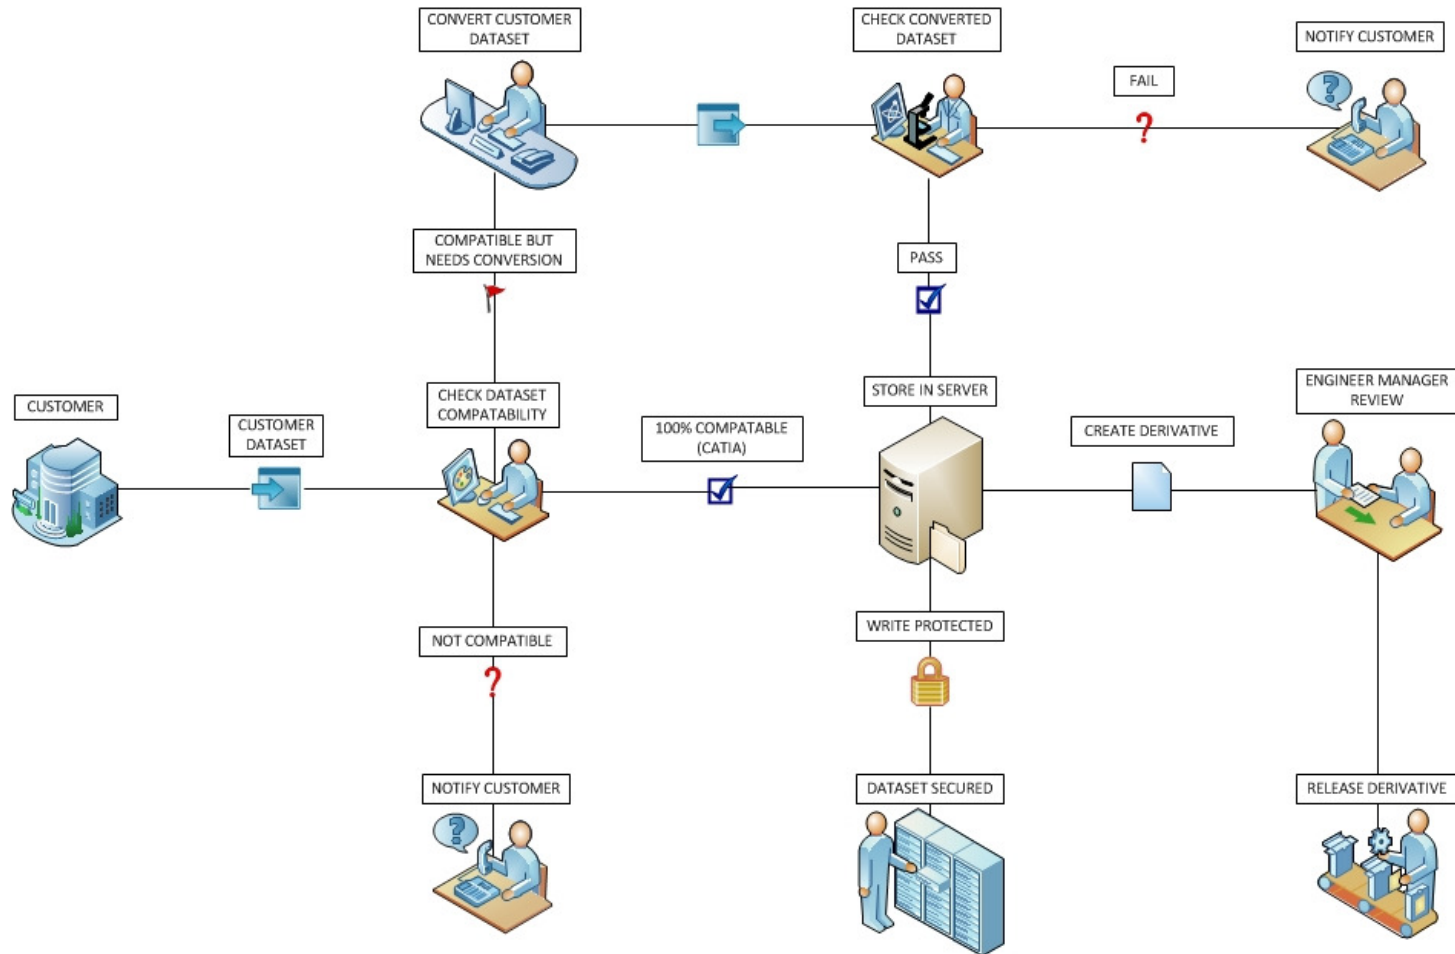 CONVERT CUSTOMER
DATASET
CHECK CONVERTED
DATASET
NOTIFY CUSTOMER
FAIL
COMPATIBLE BUT
NEEDS CONVERSION
PASS
CUSTOMER
CUSTOMER
DATASET
CHECK DATASET
COMPATABILITY
100% COMPATABLE
(CATIA)
STORE IN SERVER
CREATE DERIVATIVE
ENGINEER MANAGER
REVIEW
NOT COMPATIBLE
WRITE PROTECTED
NOTIFY CUSTOMER
DATASET SECURED
RELEASE DERIVATIVE